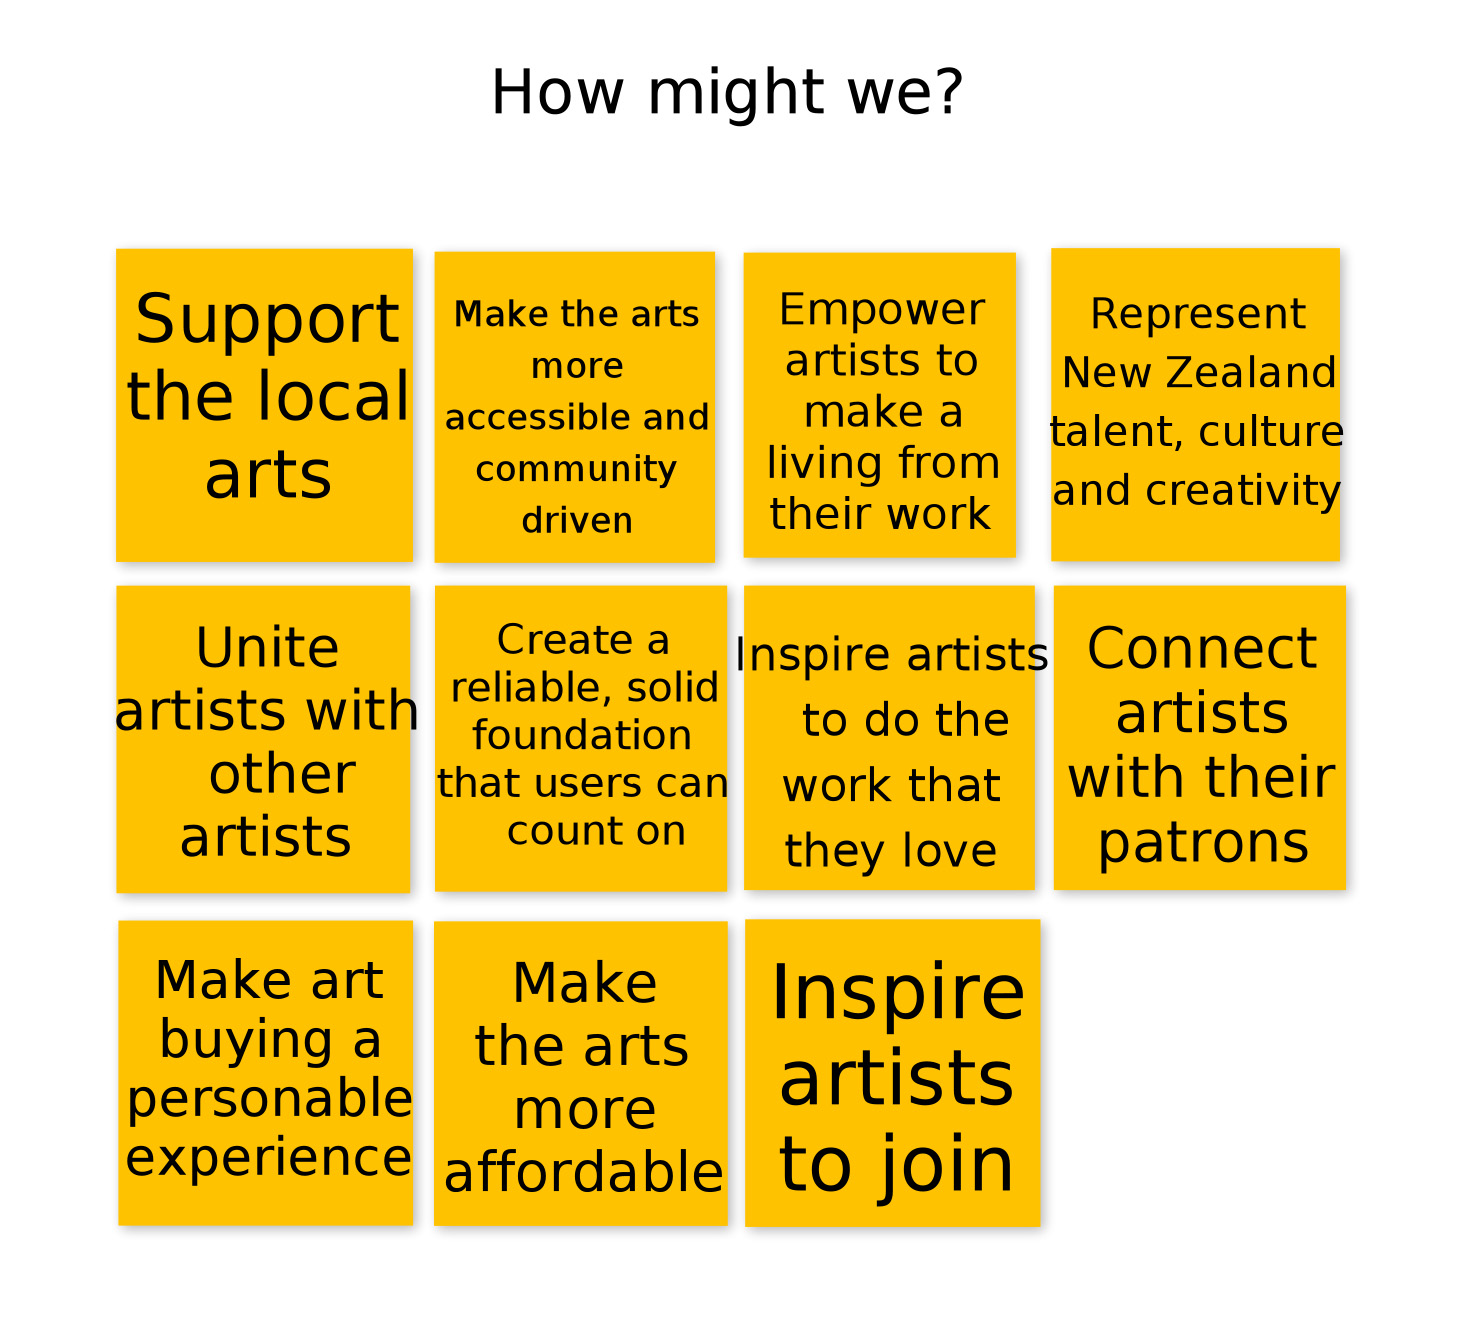 How might we?
Support
the local
arts
Make the arts
more
accessible and
community
driven
Empower
artists to
make a
living from
their work
Represent
New Zealand
talent, culture
and creativity
Unite
artists with
other
artists
Create a
reliable, solid
foundation
that users can
count on
Inspire artists
to do the
work that
they love
Connect
artists
with their
patrons
Make art
buying a
personable
experience
Make
the arts
more
affordable
Inspire
artists
to join